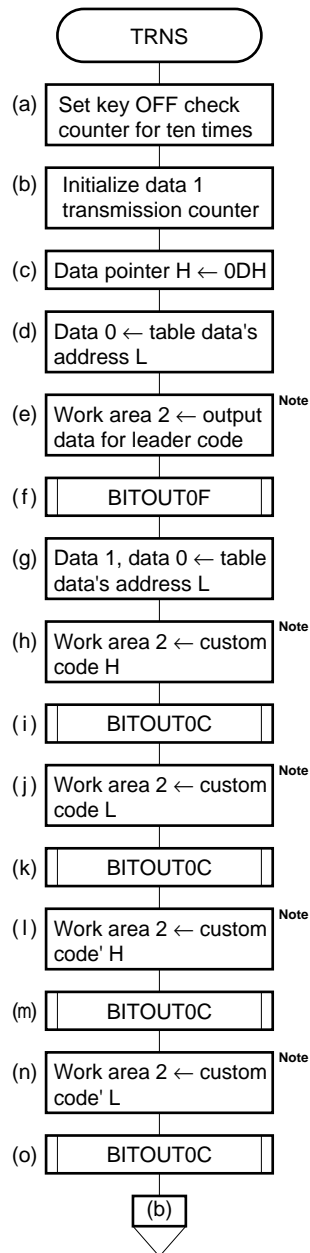 TRNS
(a) Set key OFF check
counter for ten times
(b) Initialize data 1
transmission counter
(c) Data pointer H ← 0DH
(d) Data 0 ← table data's
address L
(e) Work area 2 ← output Note
data for leader code
(f) BITOUT0F
(g) Data 1, data 0 ← table
data's address L
(h) Work area 2 ← custom Note
code H
(i) BITOUT0C
(j) Work area 2 ← custom Note
code L
(k) BITOUT0C
(l) Work area 2 ← custom Note
code' H
(m) BITOUT0C
(n) Work area 2 ← custom Note
code' L
(o) BITOUT0C
(b)